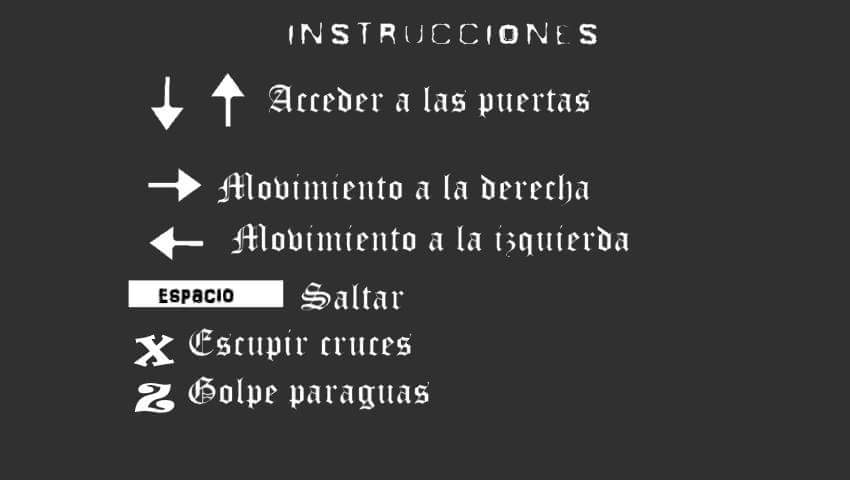 INSTRUCCIONES
Acceder a las puertas
Movimiento a la derecha
Movimiento a la izquierda
Espacio Saltar
X Escupir cruces
Z Golpe paraguas